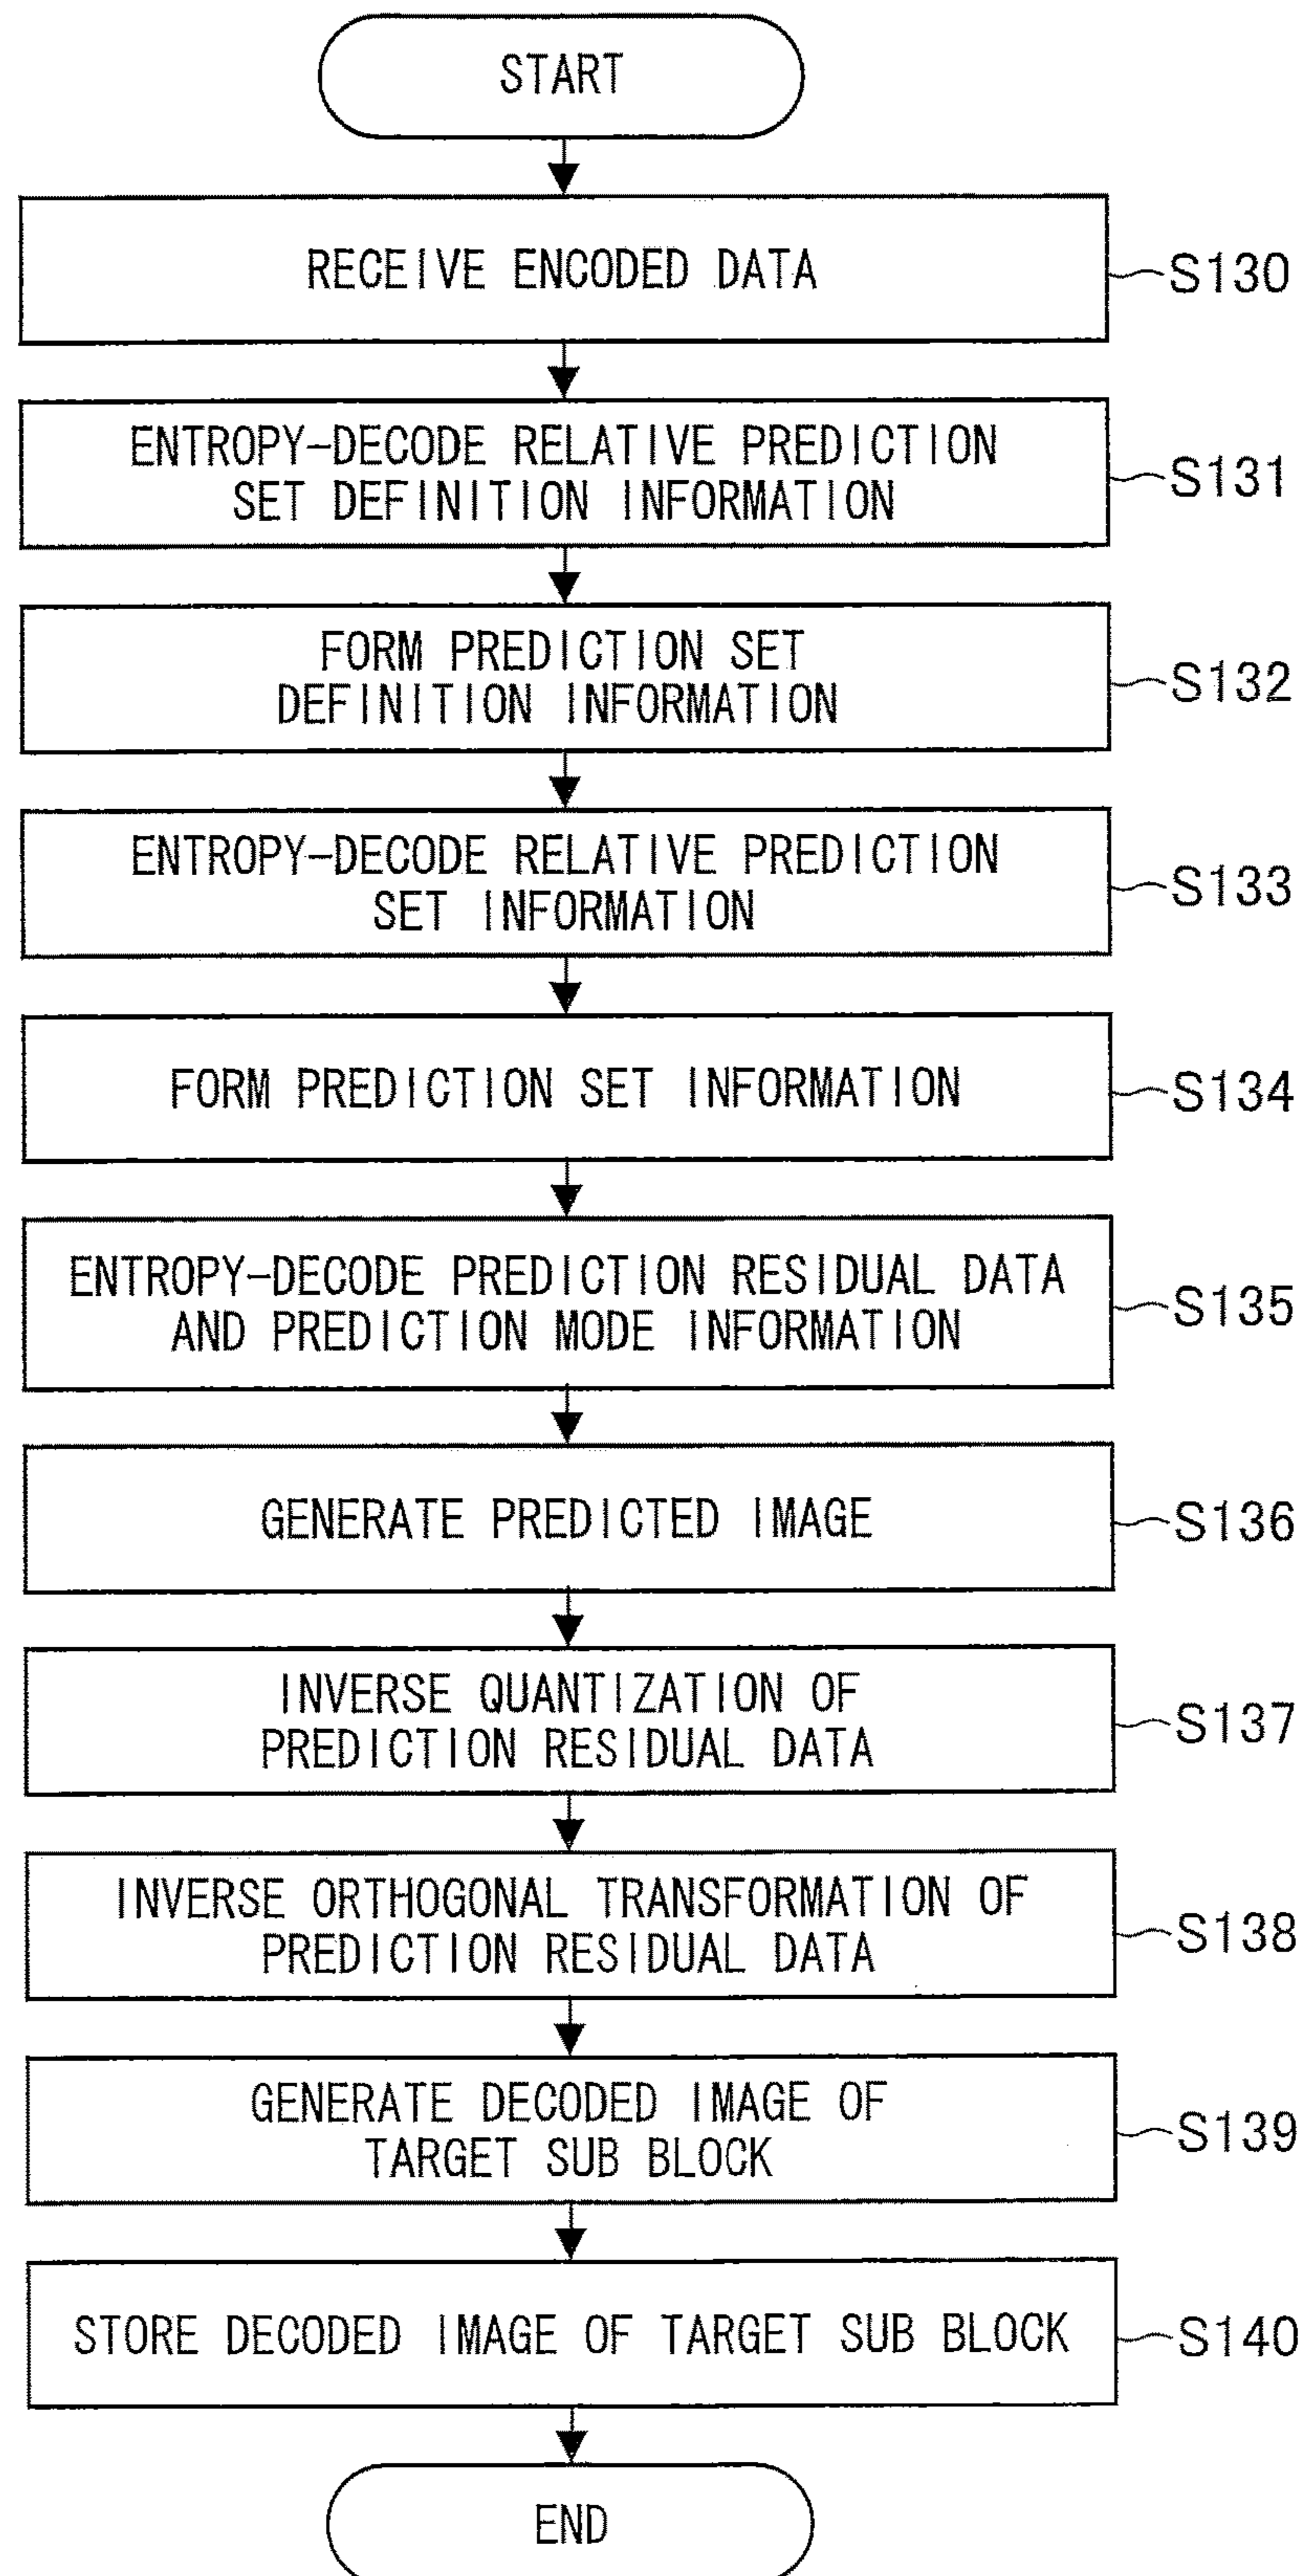 START
RECEIVE ENCODED DATA
S130
ENTROPY-DECODE RELATIVE PREDICTION
SET DEFINITION INFORMATION
S131
FORM PREDICTION SET
DEFINITION INFORMATION
S132
ENTROPY-DECODE RELATIVE PREDICTION
SET INFORMATION
S133
FORM PREDICTION SET INFORMATION
S134
ENTROPY-DECODE PREDICTION RESIDUAL DATA
AND PREDICTION MODE INFORMATION
S135
GENERATE PREDICTED IMAGE
S136
INVERSE QUANTIZATION OF
PREDICTION RESIDUAL DATA
S137
INVERSE ORTHOGONAL TRANSFORMATION OF
PREDICTION RESIDUAL DATA
S138
GENERATE DECODED IMAGE OF
TARGET SUB BLOCK
S139
STORE DECODED IMAGE OF TARGET SUB BLOCK
S140
END